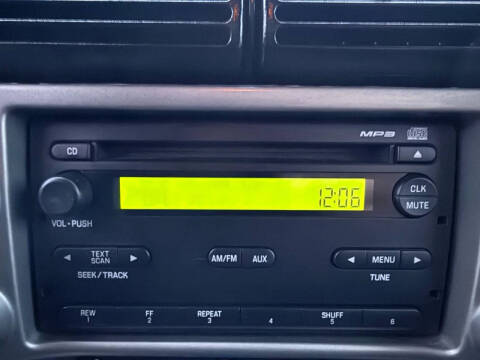 MP3
CD
12:06
CLK
MUTE
VOL•PUSH
TEXT
SCAN
SEEK/TRACK
AM/FM AUX
MENU
TUNE
REW FF REPEAT SHUFF
1 2 3 4 5 6